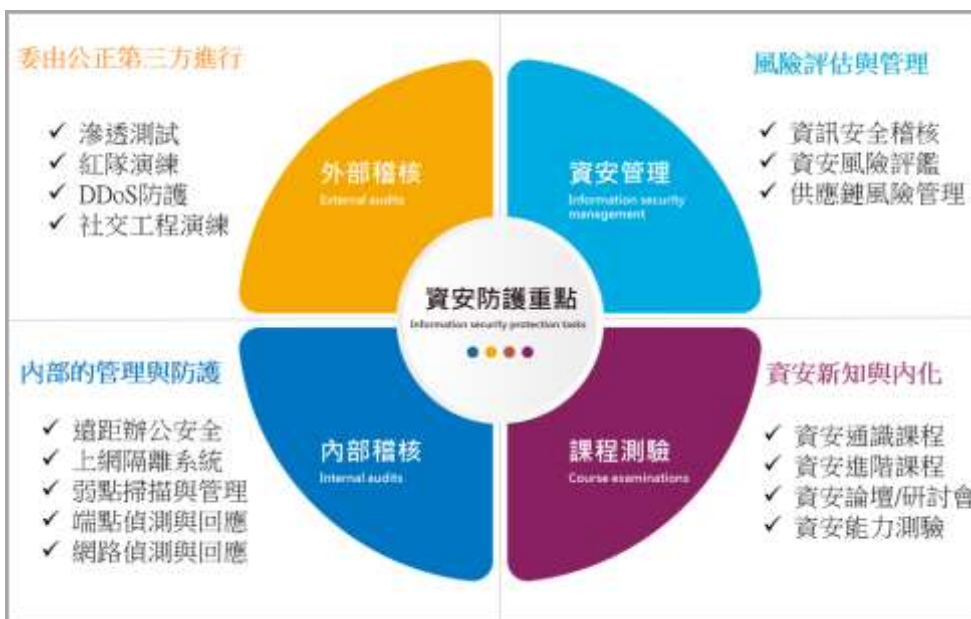 委由公正第三方進行
✓ 滲透測試
✓ 紅隊演練
✓ DDoS防護
✓ 社交工程演練
外部稽核
External audits
資安管理
Information security
management
風險評估與管理
✓ 資訊安全稽核
✓ 資安風險評鑑
✓ 供應鏈風險管理
資安防護重點
Information security protection tasks
內部的管理與防護
✓ 遠距辦公安全
✓ 上網隔離系統
✓ 弱點掃描與管理
✓ 端點偵測與回應
✓ 網路偵測與回應
內部稽核
Internal audits
課程測驗
Course examinations
資安新知與內化
✓ 資安通識課程
✓ 資安進階課程
✓ 資安論壇/研討會
✓ 資安能力測驗